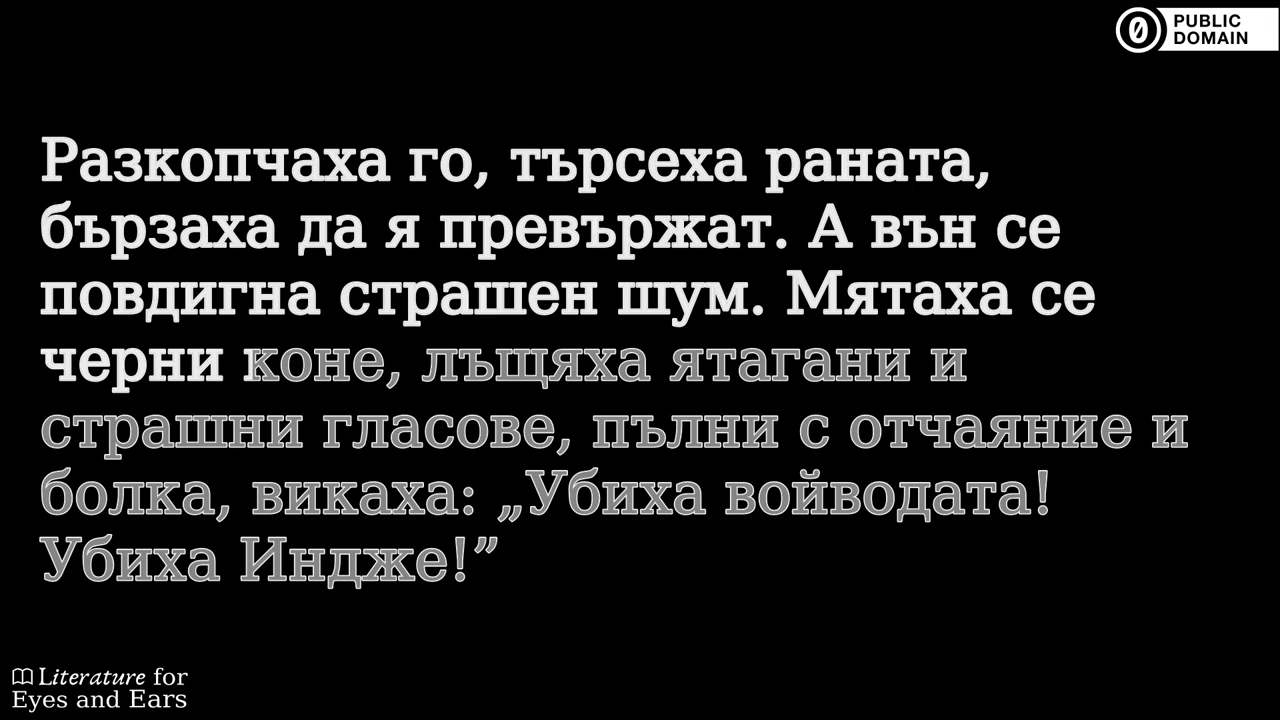 PUBLIC
DOMAIN
Разкопчаха го, търсеха раната,
бързаха да я превържат. А вън се
повдигна страшен шум. Мятаха се
черни коне, лъщяха ятагани и
страшни гласове, пълни с отчаяние и
болка, викаха: „Убиха войводата!
Убиха Индже!”
Literature for
Eyes and Ears